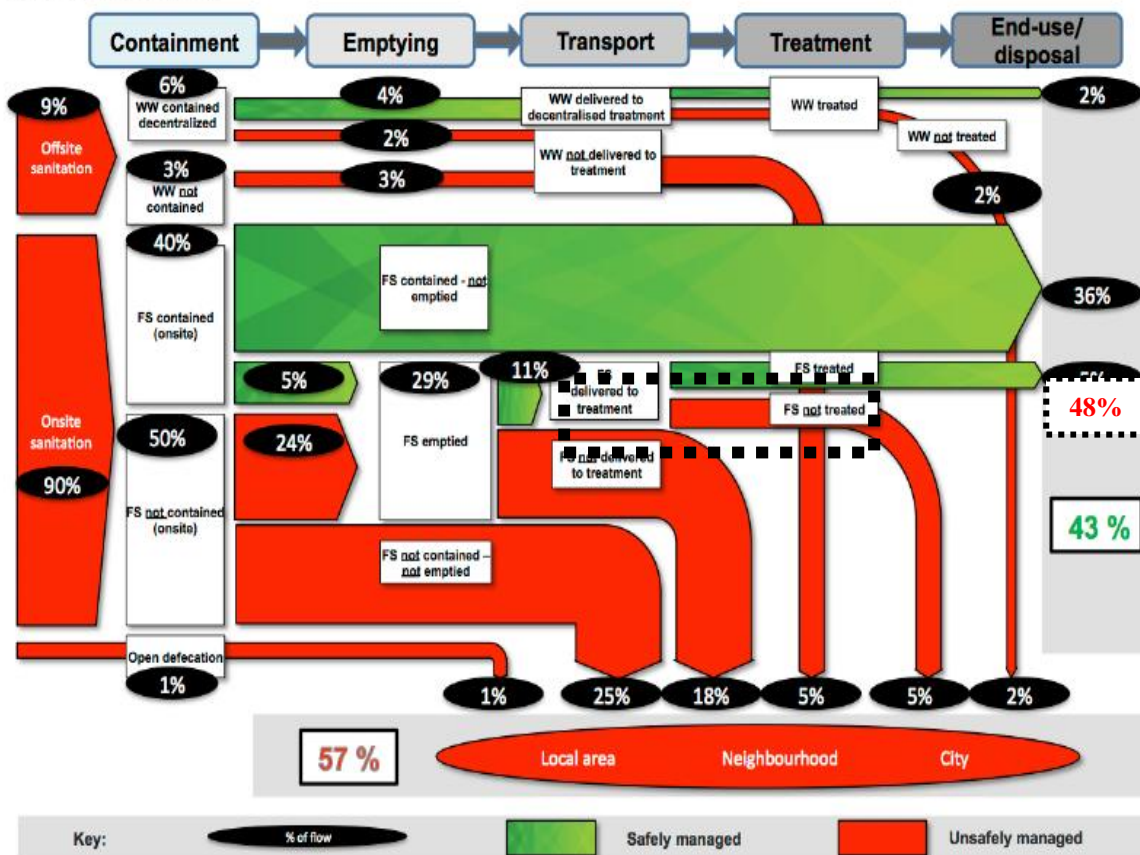 Containment
Emptying
Transport
Treatment
End-use/
disposal
9%
Offsite
sanitation
6%
WW contained
decentralized
4%
WW delivered to
decentralised treatment
WW treated
2%
2%
WW not delivered to
treatment
WW not treated
3%
WW not
contained
3%
2%
40%
FS contained
(onsite)
FS contained - not
emptied
36%
5%
29%
FS emptied
11%
delivered to
treatment
FS treated
FS not treated
48%
Onsite
sanitation
90%
50%
FS not contained
(onsite)
24%
FS not delivered
to treatment
43 %
FS not contained –
not emptied
Open defecation
1%
1%
25%
18%
5%
5%
2%
57 %
Local area
Neighbourhood
City
Key:
% of flow
Safely managed
Unsafely managed